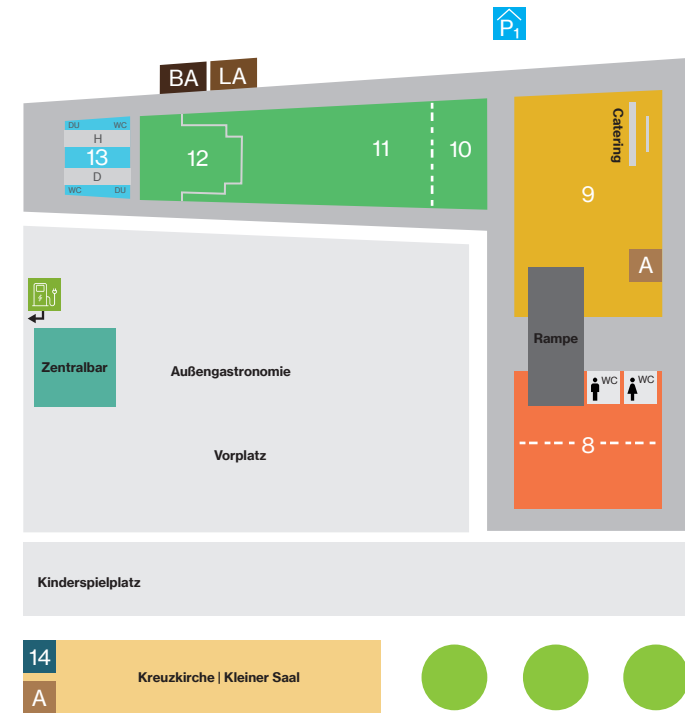 P1
BA
LA
DU
WC
H
13
D
WC
DU
12
11
10
Catering
9
A
Rampe
WC
WC
8
Zentralbar
Außengastronomie
Vorplatz
Kinderspielplatz
14
A
Kreuzkirche | Kleiner Saal